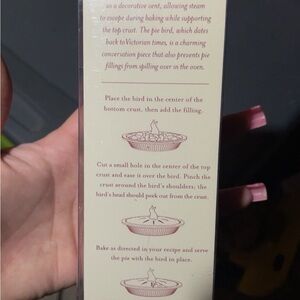 as a decorative vent, allowing steam
to escape during baking while supporting
the top crust. The pie bird, which dates
back to Victorian times, is a charming
conversation piece that also prevents pie
fillings from spilling over in the oven.
Place the bird in the center of the
bottom crust, then add the filling.
Cut a small hole in the center of the top
crust and ease it over the bird. Pinch the
crust around the bird's shoulders; the
bird's head should peek out from the crust.
Bake as directed in your recipe and serve
the pie with the bird in place.